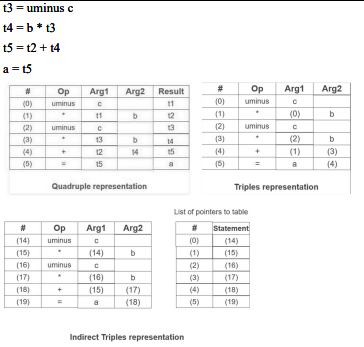 t3 = uminus c
t4 = b * t3
t5 = t2 + t4
a = t5
# Op Arg1 Arg2 Result
(0) uminus c t1
(1) * t1 b t2
(2) uminus c t3
(3) * t3 b t4
(4) + t2 t4 t5
(5) = t5 a
Quadruple representation
# Op Arg1 Arg2
(0) uminus c
(1) * (0) b
(2) uminus c
(3) * (2) b
(4) + (1) (3)
(5) = a (4)
Triples representation
# Op Arg1 Arg2
(14) uminus c
(15) * (14) b
(16) uminus c
(17) * (16) b
(18) + (15) (17)
(19) = a (18)
List of pointers to table
# Statement
(0) (14)
(1) (15)
(2) (16)
(3) (17)
(4) (18)
(5) (19)
Indirect Triples representation